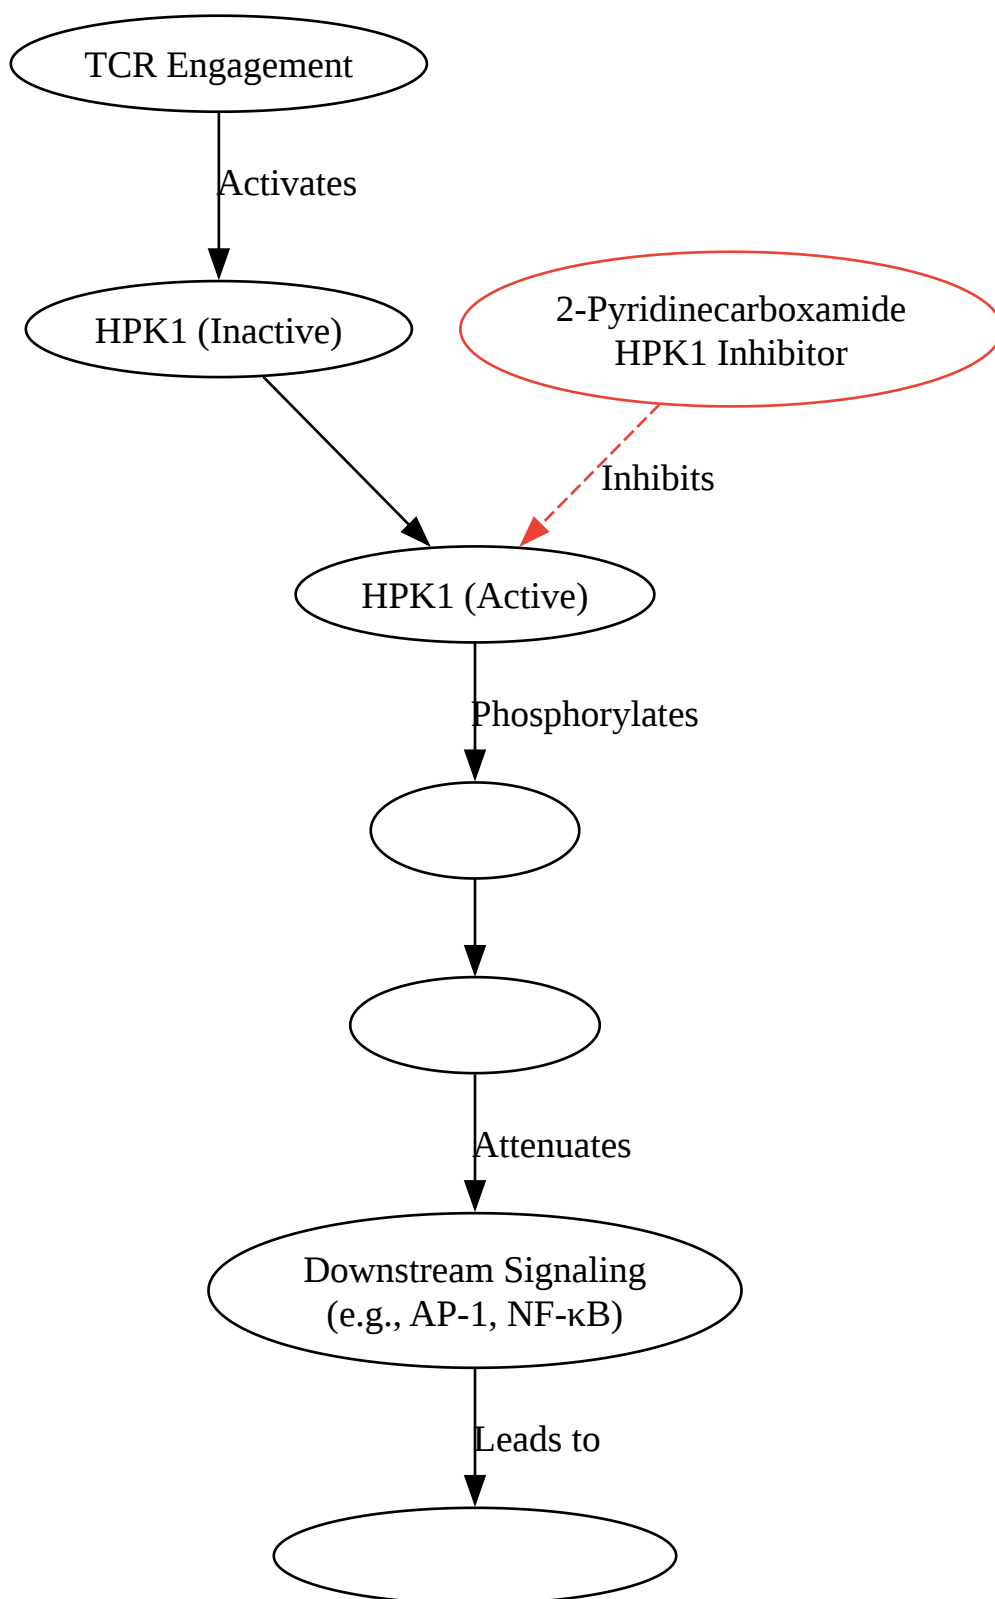 TCR Engagement
Activates
HPK1 (Inactive)
2-Pyridinecarboxamide
HPK1 Inhibitor
Inhibits
HPK1 (Active)
Phosphorylates
Attenuates
Downstream Signaling
(e.g., AP-1, NF-κB)
Leads to